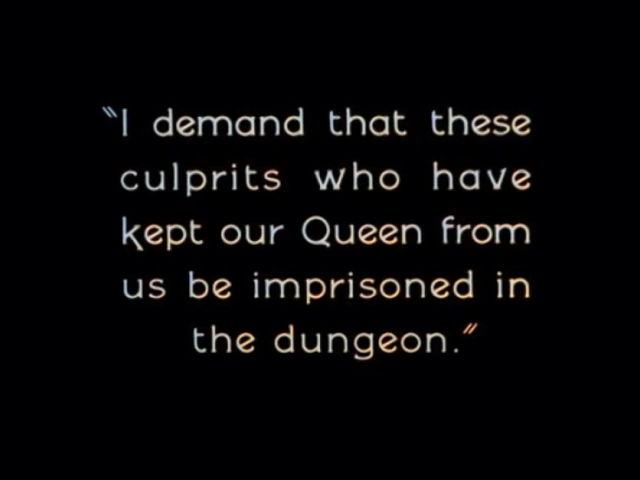 "I demand that these
culprits who have
kept our Queen from
us be imprisoned in
the dungeon."